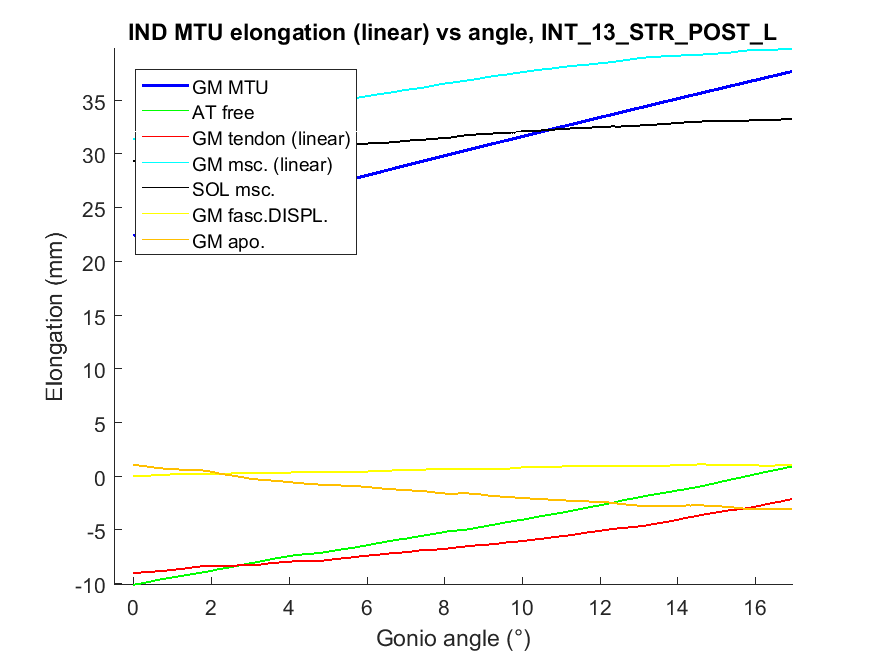 IND MTU elongation (linear) vs angle, INT_13_STR_POST_L
GM MTU
AT free
GM tendon (linear)
GM msc. (linear)
SOL msc.
GM fasc.DISPL.
GM apo.
Elongation (mm)
35
30
25
20
15
10
5
0
-5
-10
0 2 4 6 8 10 12 14 16
Gonio angle (°)